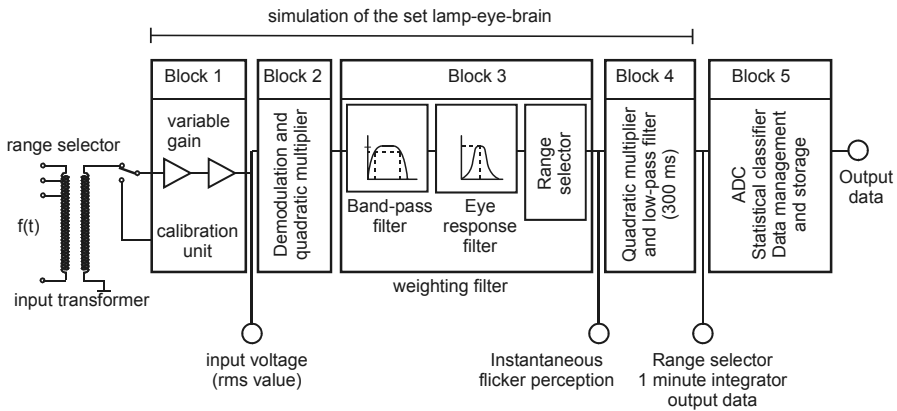 simulation of the set lamp-eye-brain
Block 1
Block 2
Block 3
Block 4
Block 5
range selector
f(t)
input transformer
variable
gain
calibration
unit
Demodulation and
quadratic multiplier
Band-pass
filter
Eye
response
filter
Range
selector
weighting filter
Quadratic multiplier
and low-pass filter
(300 ms)
ADC
Statistical classifier
Data management
and storage
Output
data
input voltage
(rms value)
Instantaneous
flicker perception
Range selector
1 minute integrator
output data